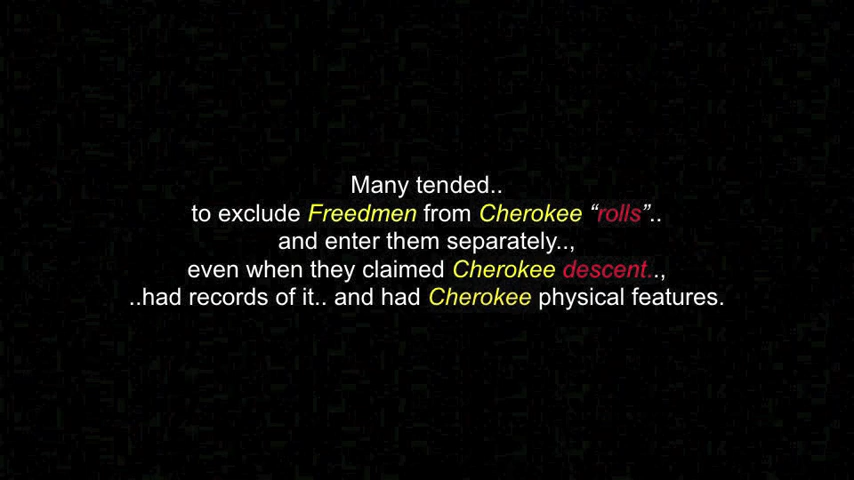 Many tended..
to exclude Freedmen from Cherokee “rolls”..
and enter them separately..,
even when they claimed Cherokee descent..,
..had records of it.. and had Cherokee physical features.